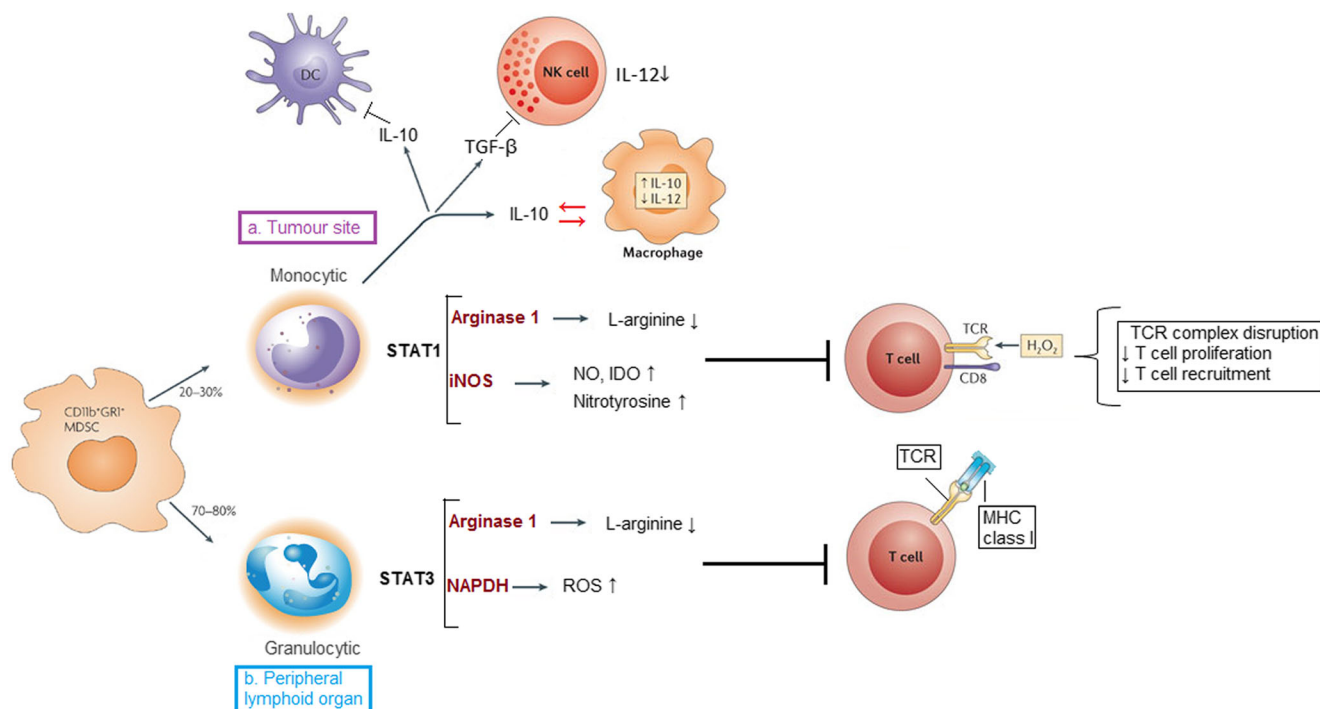 DC
NK cell
IL-12↓
IL-10
TGF-β
IL-10
↑ IL-10
↓ IL-12
Macrophage
a. Tumour site
Monocytic
STAT1
Arginase 1
L-arginine ↓
iNOS
NO, IDO ↑
Nitrotyrosine ↑
T cell
TCR
CD8
H₂O₂
TCR complex disruption
↓ T cell proliferation
↓ T cell recruitment
20–30%
CD11b⁺GR1⁺
MDSC
70–80%
STAT3
Arginase 1
L-arginine ↓
NAPDH
ROS ↑
TCR
MHC
class I
T cell
Granulocytic
b. Peripheral
lymphoid organ